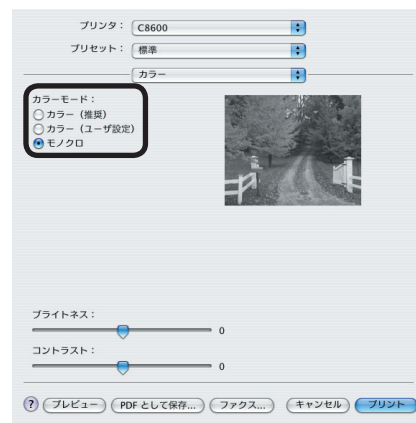 プリンタ： C8600
プリセット： 標準
カラー
カラーモード：
カラー（推奨）
カラー（ユーザ設定）
モノクロ
ブライトネス：
0
コントラスト：
0
? プレビュー PDF として保存... ファクス... キャンセル プリント